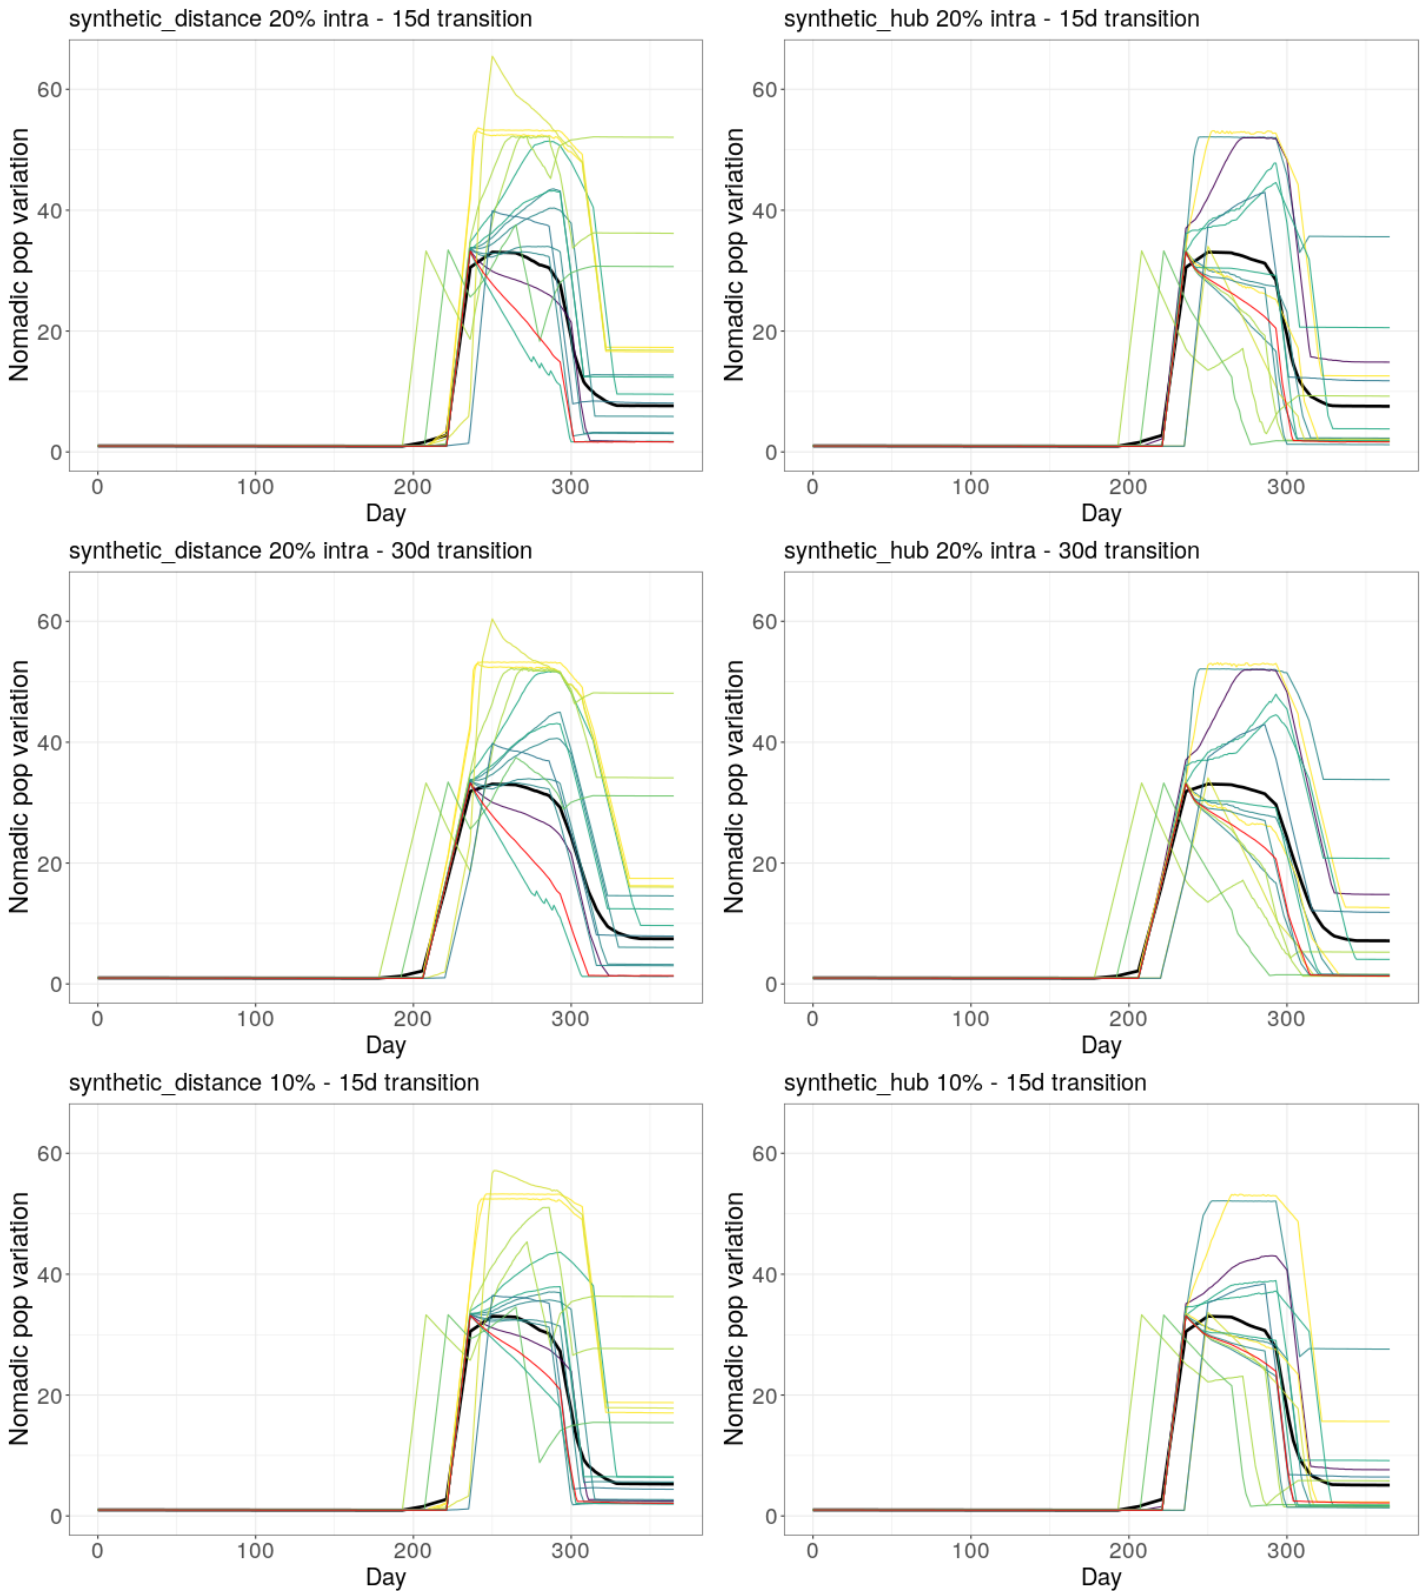 synthetic_distance 20% intra - 15d transition
Nomadic pop variation
60
40
20
0
0 100 200 300
Day
synthetic_hub 20% intra - 15d transition
Nomadic pop variation
60
40
20
0
0 100 200 300
Day
synthetic_distance 20% intra - 30d transition
Nomadic pop variation
60
40
20
0
0 100 200 300
Day
synthetic_hub 20% intra - 30d transition
Nomadic pop variation
60
40
20
0
0 100 200 300
Day
synthetic_distance 10% - 15d transition
Nomadic pop variation
60
40
20
0
0 100 200 300
Day
synthetic_hub 10% - 15d transition
Nomadic pop variation
60
40
20
0
0 100 200 300
Day